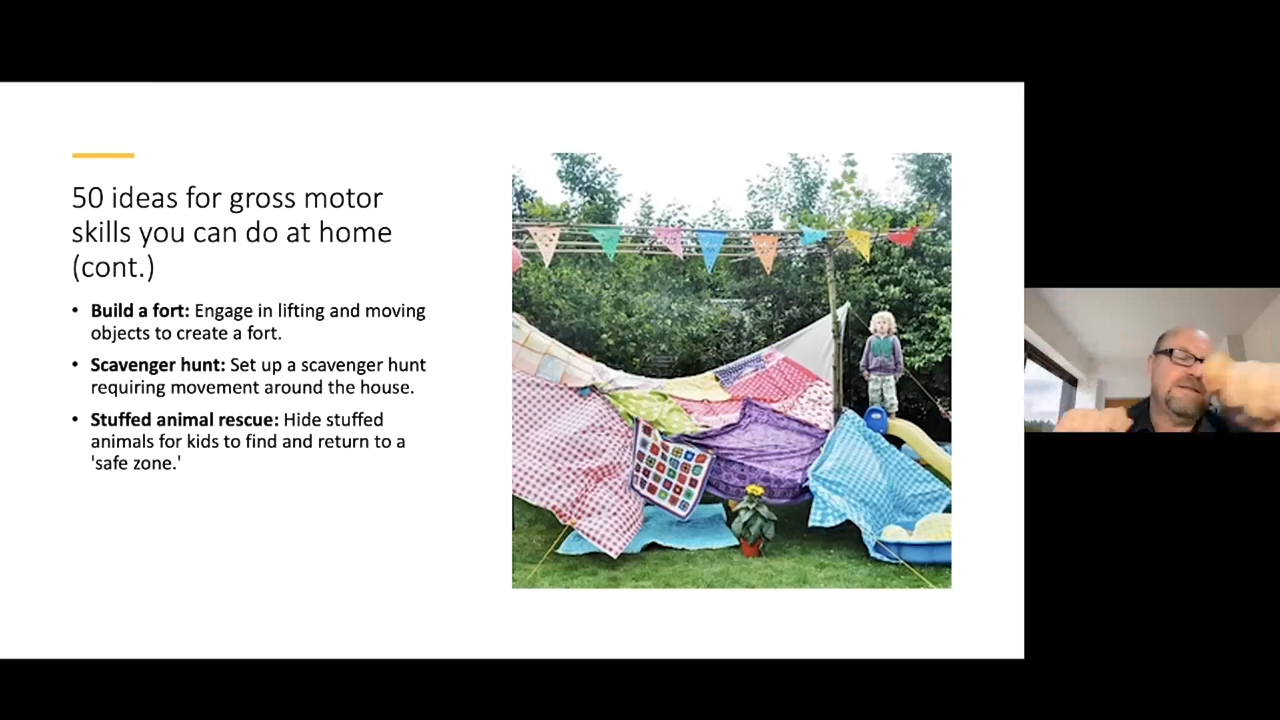 50 ideas for gross motor
skills you can do at home
(cont.)
• Build a fort: Engage in lifting and moving
objects to create a fort.
• Scavenger hunt: Set up a scavenger hunt
requiring movement around the house.
• Stuffed animal rescue: Hide stuffed
animals for kids to find and return to a
'safe zone.'